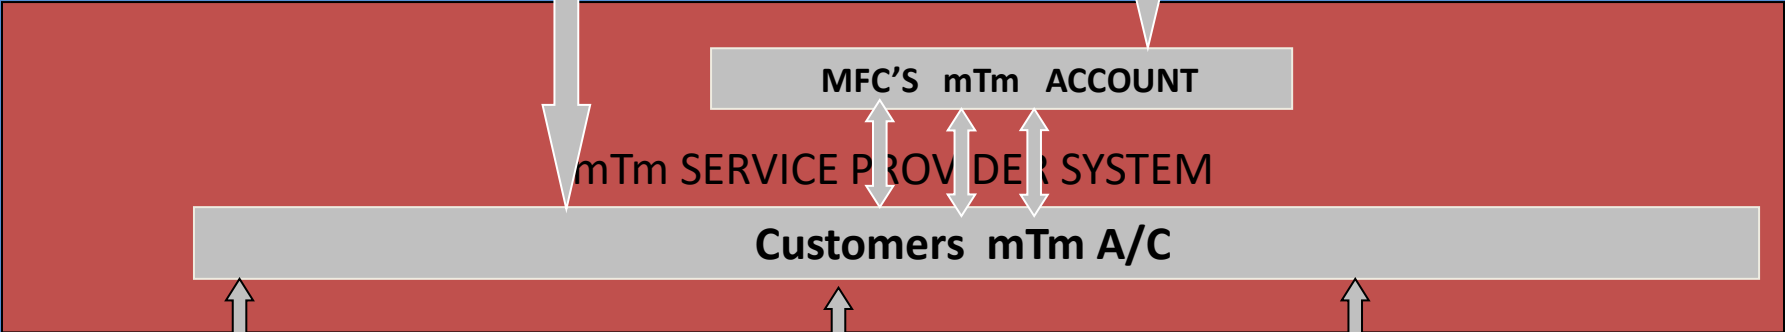 MFC'S mTm ACCOUNT
mTm SERVICE PROVIDER SYSTEM
Customers mTm A/C